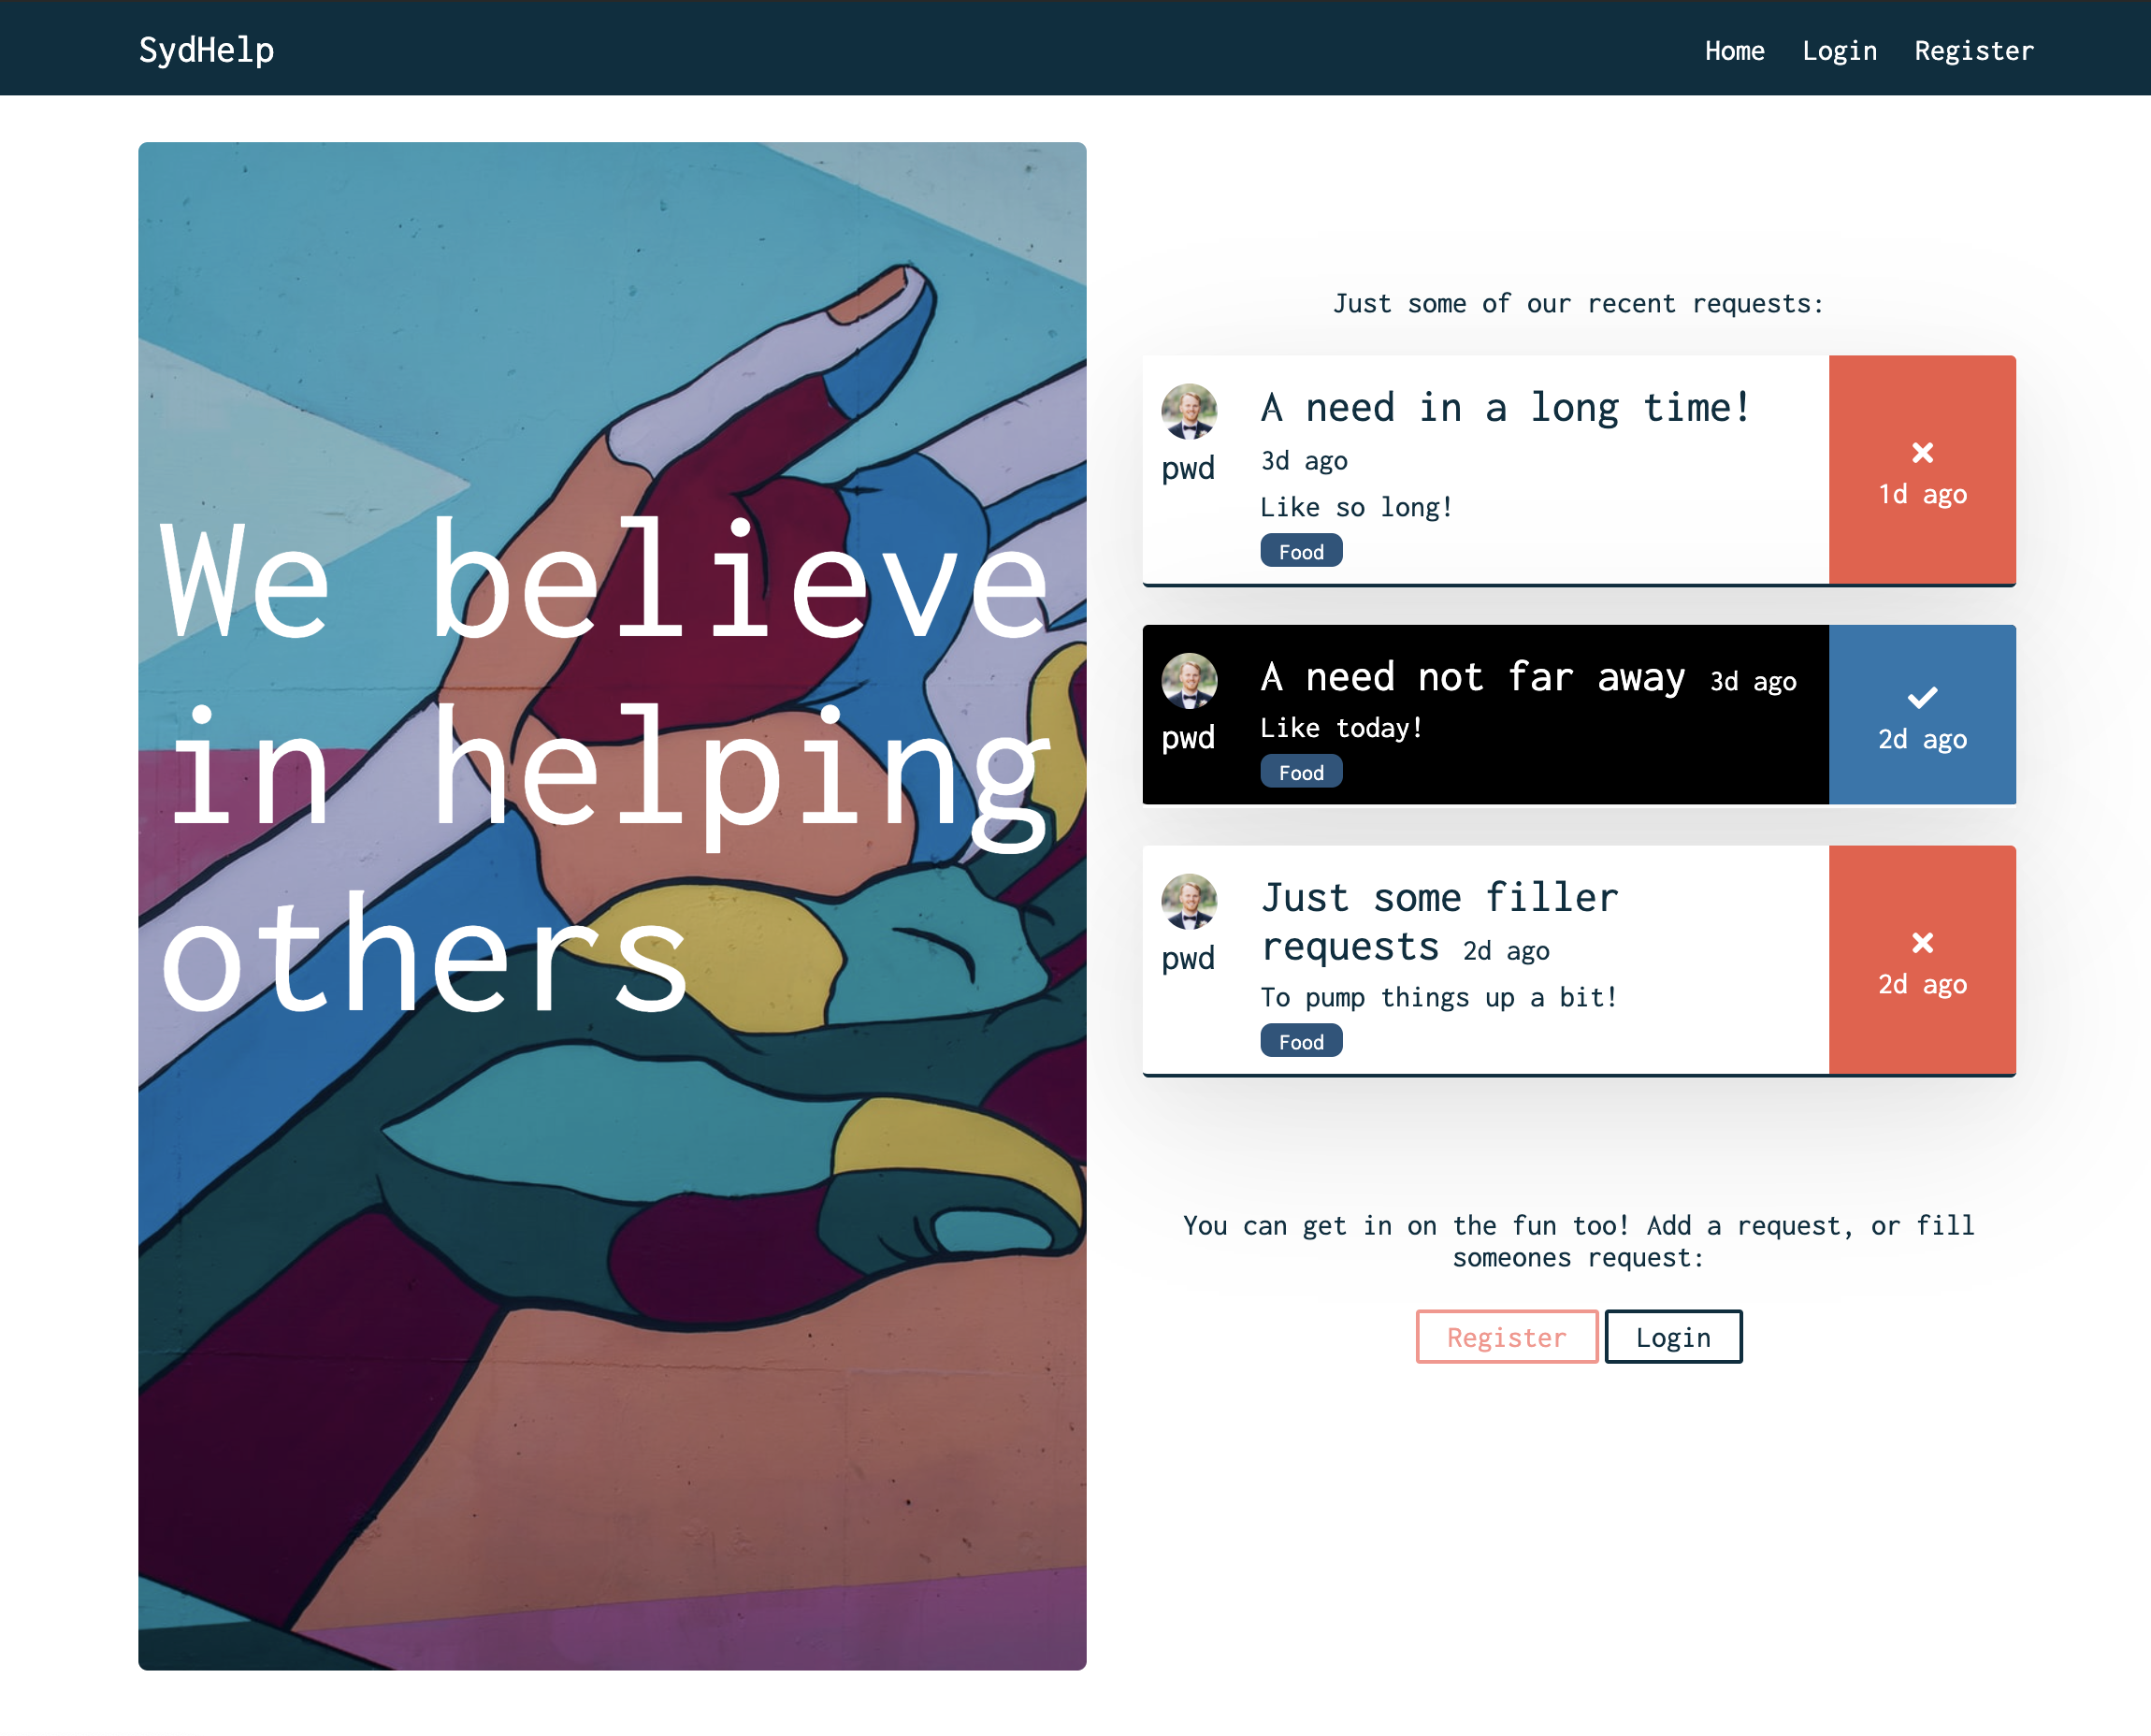 SydHelp
Home Login Register
We believe
in helping
others
Just some of our recent requests:
pwd
A need in a long time!
3d ago
Like so long!
Food
1d ago
pwd
A need not far away 3d ago
Like today!
Food
2d ago
pwd
Just some filler
requests 2d ago
To pump things up a bit!
Food
2d ago
You can get in on the fun too! Add a request, or fill
someones request:
Register Login